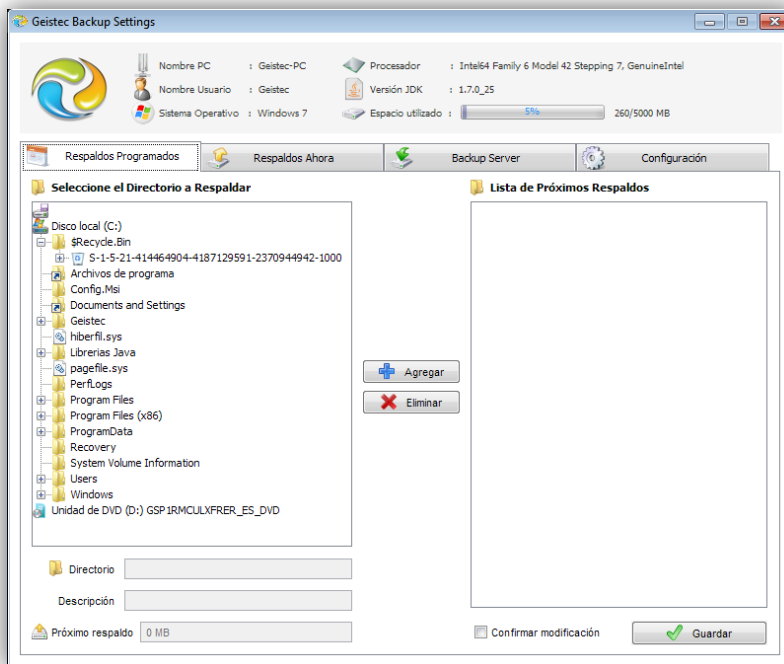 Geistec Backup Settings
Nombre PC : Geistec-PC
Procesador : Intel64 Family 6 Model 42 Stepping 7, GenuineIntel
Nombre Usuario : Geistec
Versión JDK : 1.7.0_25
Sistema Operativo : Windows 7
Espacio utilizado : 5% 260/5000 MB
Respaldos Programados
Respaldos Ahora
Backup Server
Configuración
Seleccione el Directorio a Respaldar
Disco local (C:)
$Recycle.Bin
S-1-5-21-414464904-4187129591-2370944942-1000
Archivos de programa
Config.Msi
Documents and Settings
Geistec
hiberfil.sys
Librerias Java
pagefile.sys
PerfLogs
Program Files
Program Files (x86)
ProgramData
Recovery
System Volume Information
Users
Windows
Unidad de DVD (D:) GSP1RMCULXFRER_ES_DVD
Directorio
Descripción
Próximo respaldo 0 MB
Agregar
Eliminar
Lista de Próximos Respaldos
Confirmar modificación
Guardar